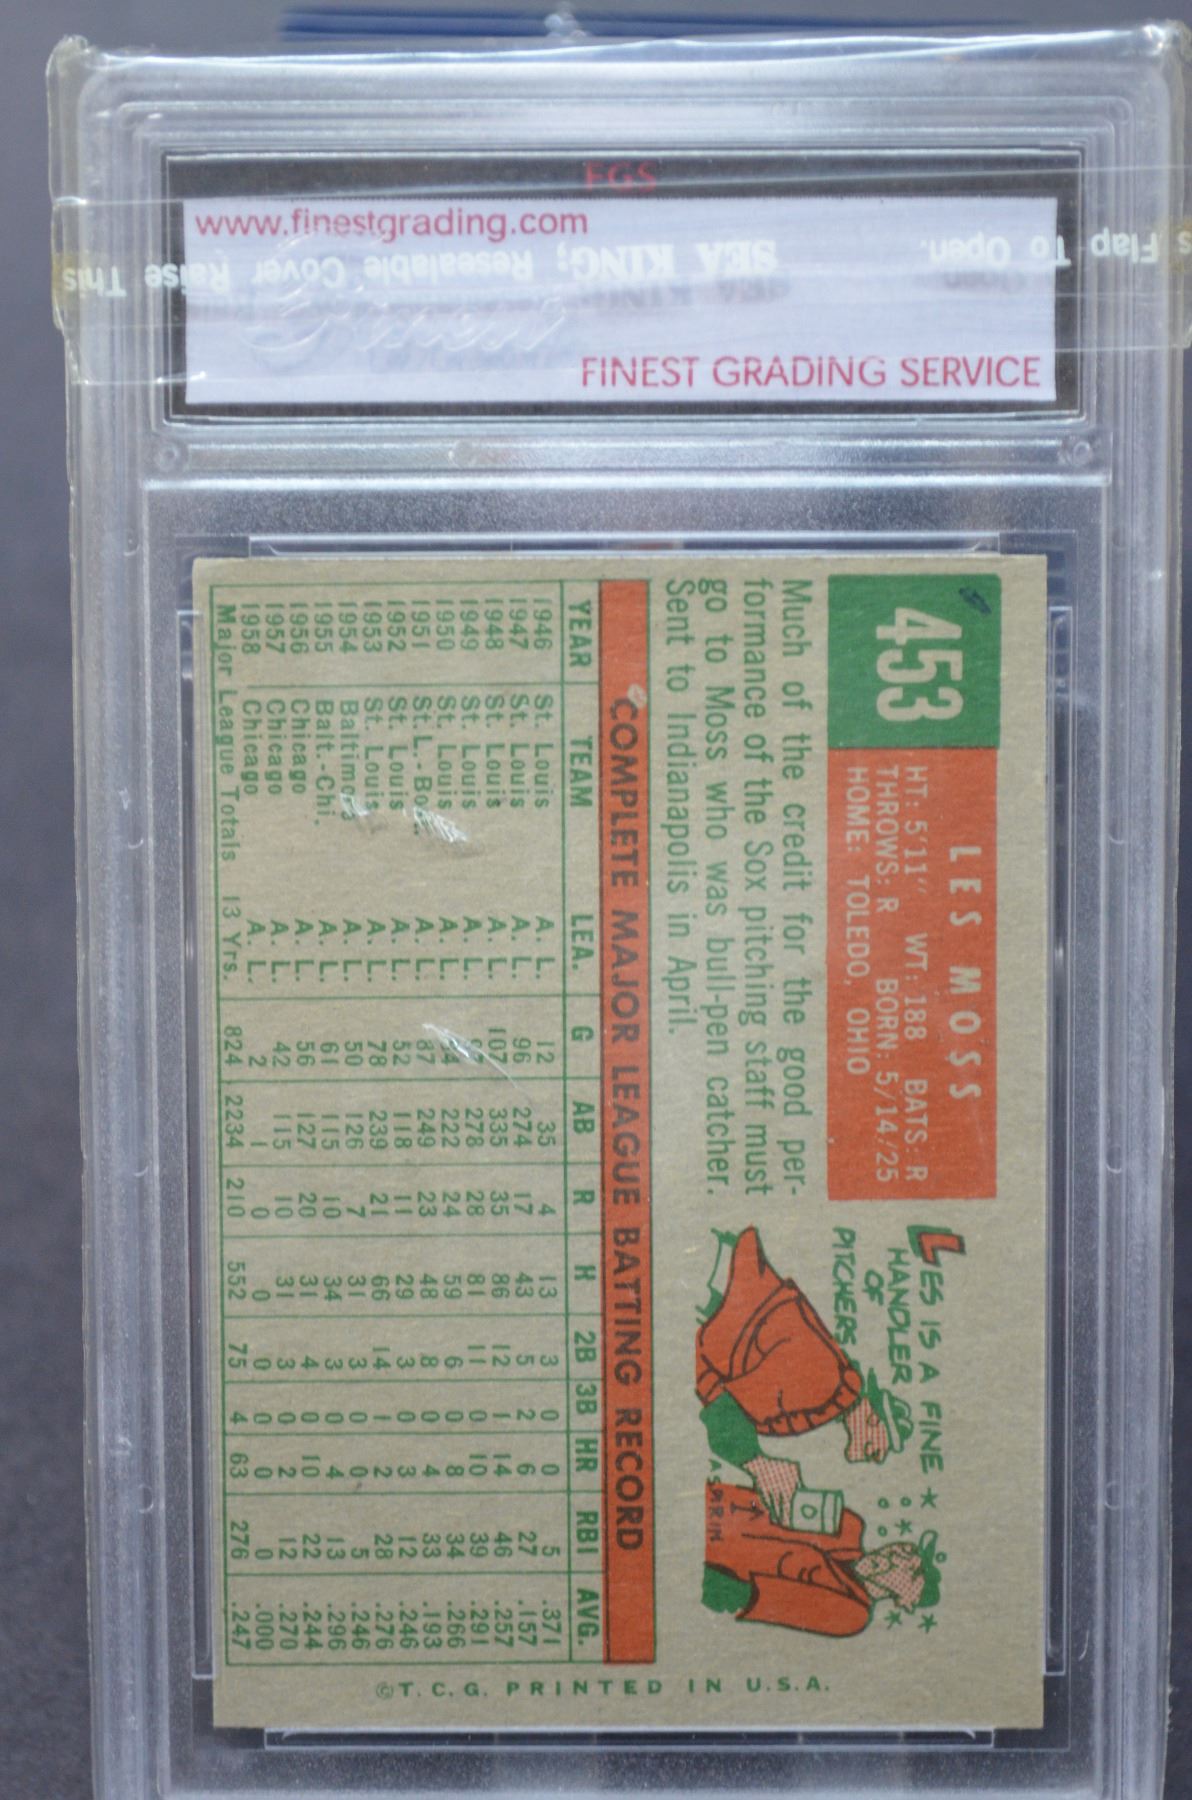 FGS
www.finestgrading.com
SEA KING; Resealable Cover Raise This
s Flap To Open.
FINEST GRADING SERVICE
453
LES MOSS
HT: 5'11" WT: 188 BATS: R
THROWS: R BORN: 5/14/25
HOME: TOLEDO, OHIO
Much of the credit for the good per-
formance of the Sox pitching staff must
go to Moss who was bull-pen catcher.
Sent to Indianapolis in April.
LES IS A FINE
HANDLER
OF
PITCHERS
ASPIRIN
COMPLETE MAJOR LEAGUE BATTING RECORD
YEAR TEAM LEA. G AB R H 2B 3B HR RBI AVG.
1946 St. Louis A. L. 12 35 4 13 3 0 0 5 .371
1947 St. Louis A. L. 96 274 17 43 5 2 6 27 .157
1948 St. Louis A. L. 107 335 35 86 12 1 14 46 .257
1949 St. Louis A. L. 278 28 81 11 0 10 39 .291
1950 St. Louis A. L. 222 24 59 6 0 8 34 .266
1951 St. L.- A. L. 87 249 23 48 8 0 4 33 .193
1952 St. Louis A. L. 52 118 11 29 3 0 3 12 .246
1953 St. Louis A. L. 78 239 21 66 14 1 2 28 .276
1954 Baltimore A. L. 50 126 7 31 3 0 0 5 .246
1955 Balt.-Chi. A. L. 61 115 10 34 3 0 4 13 .296
1956 Chicago A. L. 56 127 20 31 4 0 10 22 .244
1957 Chicago A. L. 42 115 10 31 3 0 2 12 .270
1958 Chicago A. L. 2 1 0 0 0 0 0 0 .000
Major League Totals 13 Yrs. 824 2234 210 552 75 4 63 276 .247
©T.C.G. PRINTED IN U.S.A.